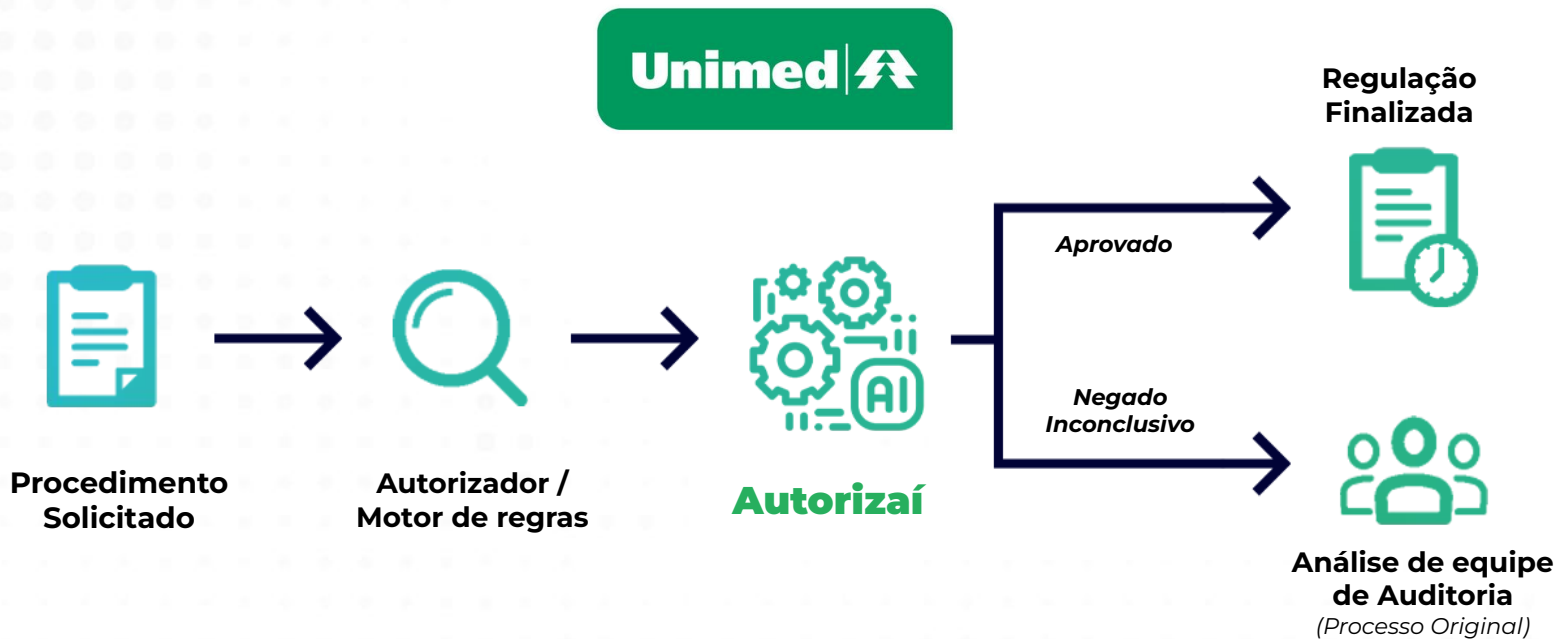 Unimed
Regulação
Finalizada
Aprovado
Negado
Inconclusivo
AI
Procedimento
Solicitado
Autorizador /
Motor de regras
Autorizaí
Análise de equipe
de Auditoria
(Processo Original)